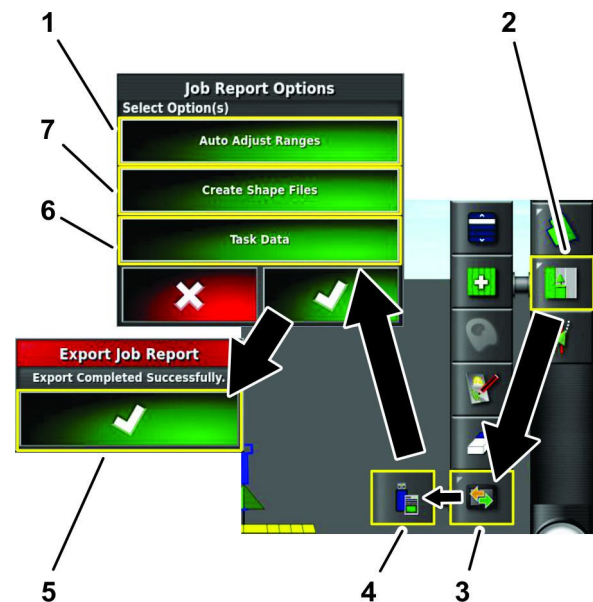 1
2
Job Report Options
Select Option(s)
Auto Adjust Ranges
7
Create Shape Files
6
Task Data
Export Job Report
Export Completed Successfully.
5
4
3